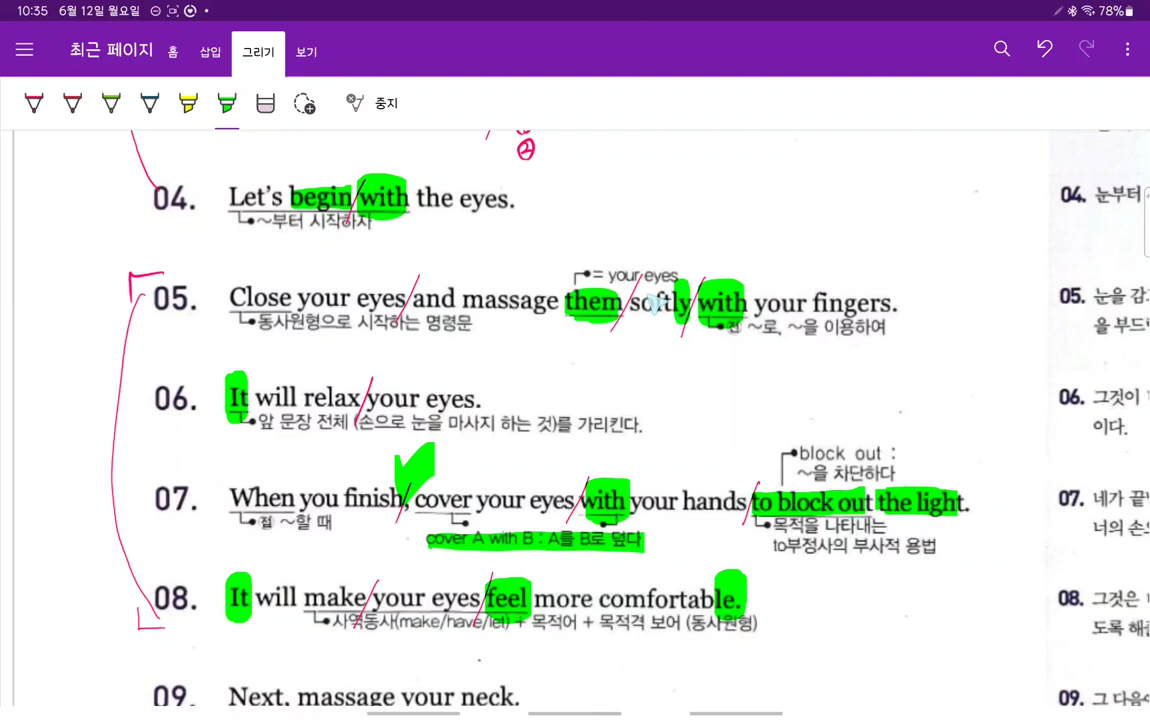 10:35 6월 12일 월요일 78%
최근 페이지 홈 삽입 그리기 보기
중지
②
04. Let's begin with the eyes.
~부터 시작하자
04. 눈부터
= your eyes
05. Close your eyes and massage them softly with your fingers.
동사원형으로 시작하는 명령문
전 ~로, ~을 이용하여
05. 눈을 감
을 부드
06. It will relax your eyes.
앞 문장 전체 (손으로 눈을 마사지 하는 것)를 가리킨다.
06. 그것이
이다.
block out :
~을 차단하다
07. When you finish, cover your eyes with your hands to block out the light.
접 ~할 때
cover A with B : A를 B로 덮다
목적을 나타내는
to부정사의 부사적 용법
07. 네가 끝
너의 손
08. It will make your eyes feel more comfortable.
사역동사(make/have/let) + 목적어 + 목적격 보어 (동사원형)
08. 그것은
도록 해
09. Next, massage your neck.
09. 그 다음